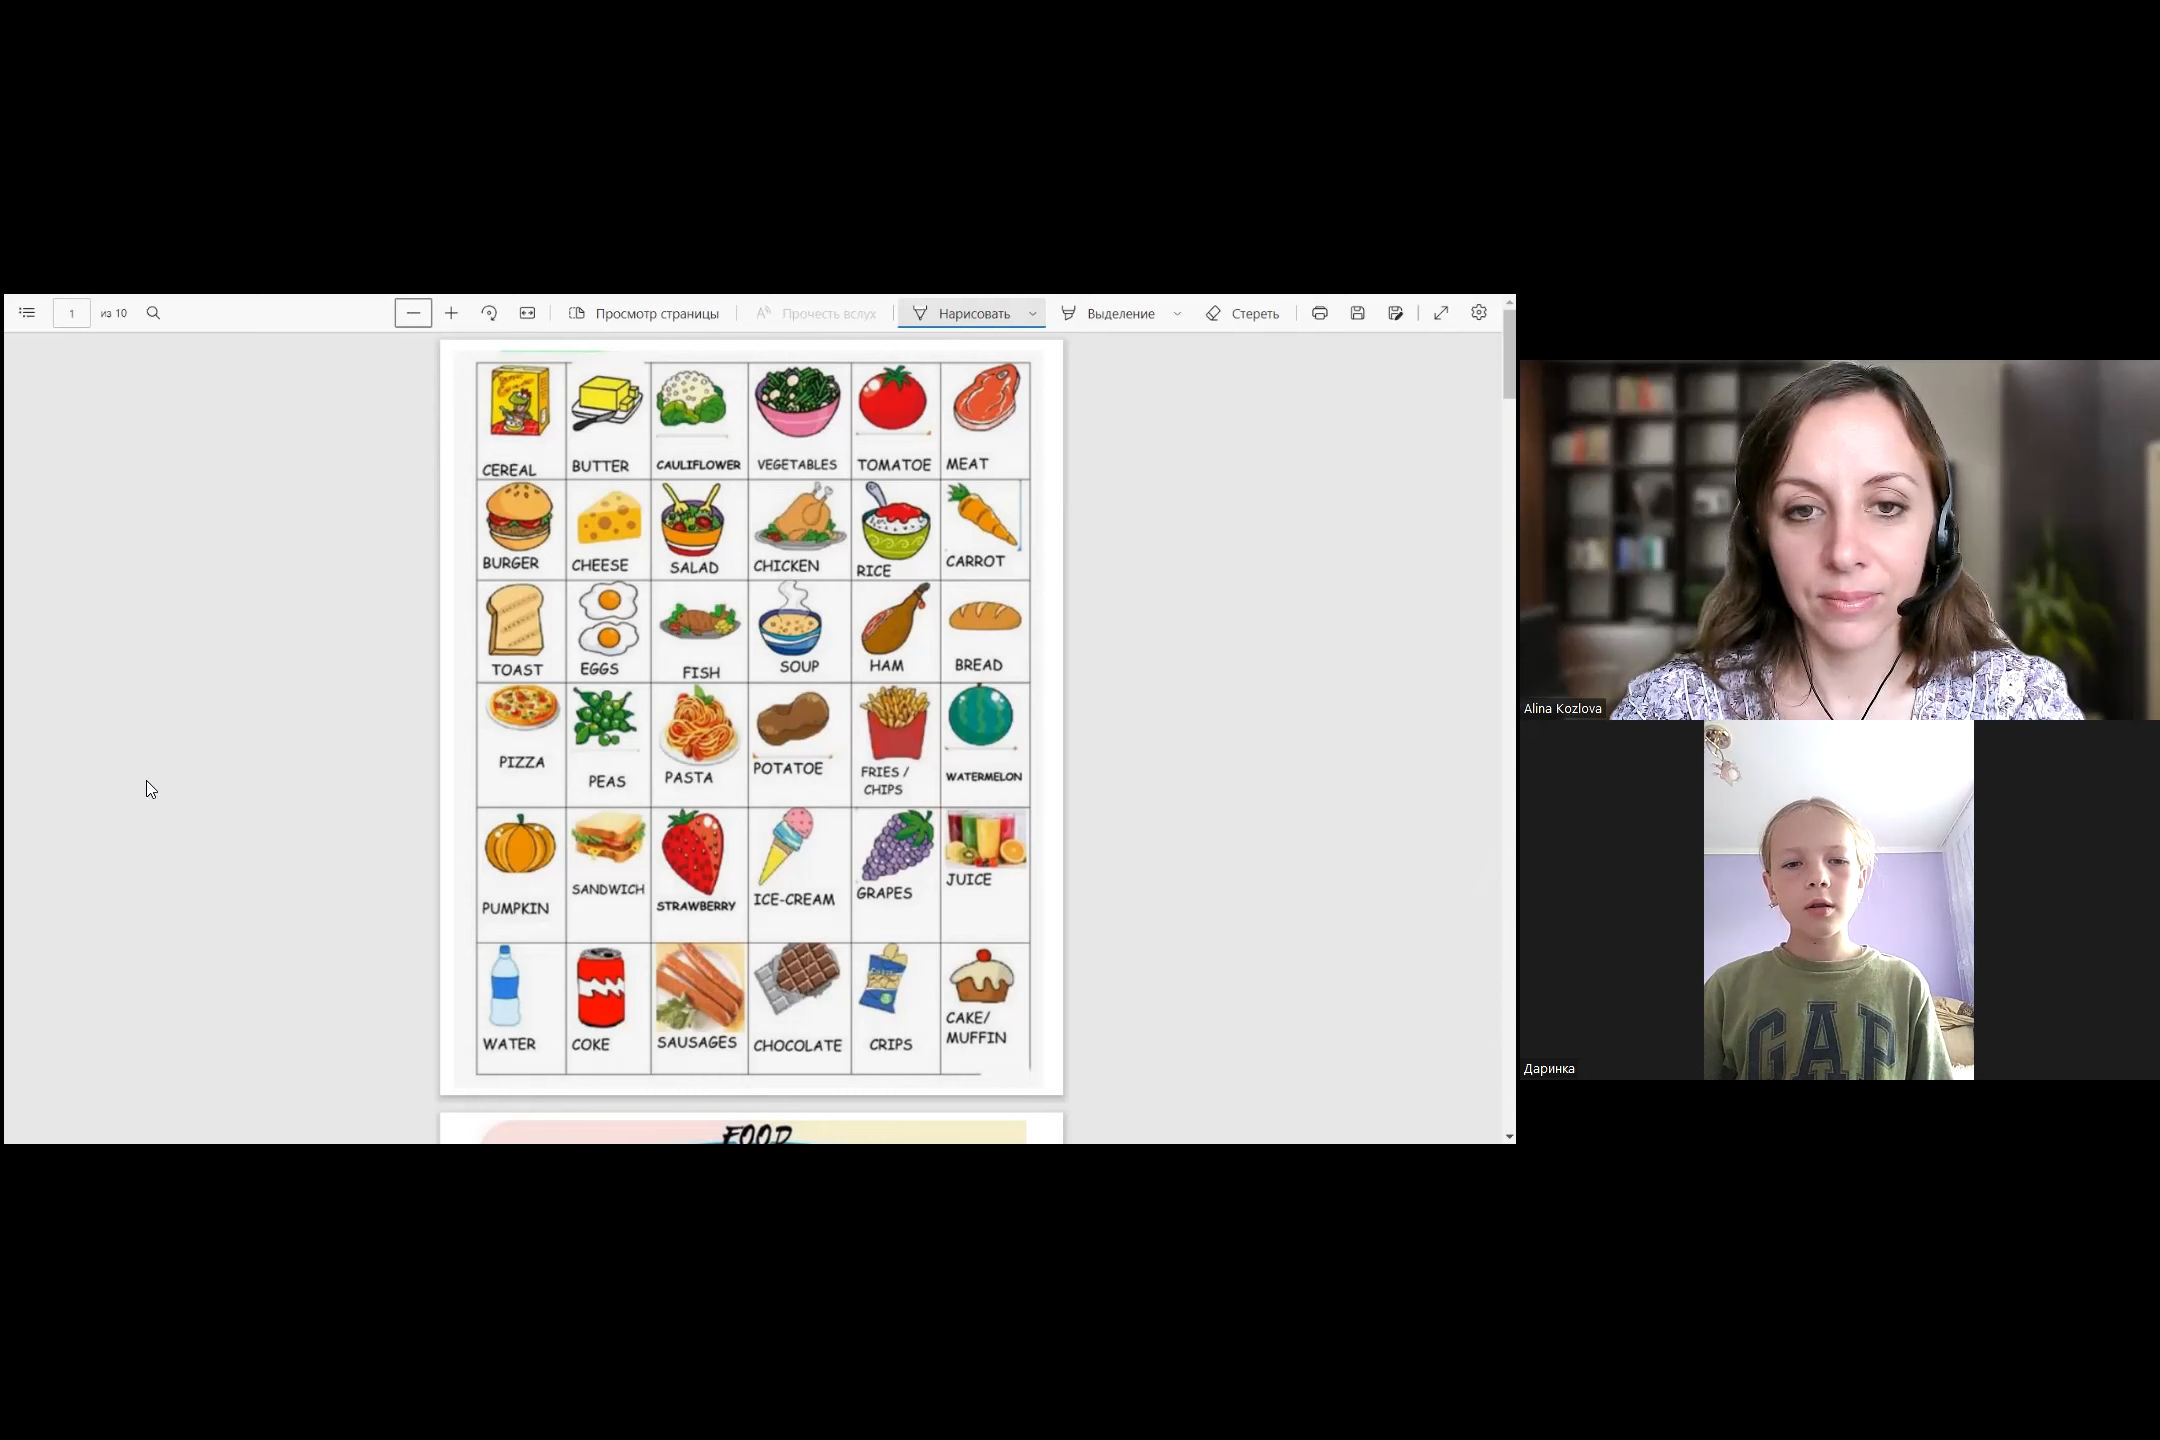 1 из 10 Просмотр страницы Прочесть вслух Нарисовать Выделение Стереть
CEREAL BUTTER CAULIFLOWER VEGETABLES TOMATOE MEAT
BURGER CHEESE SALAD CHICKEN RICE CARROT
TOAST EGGS FISH SOUP HAM BREAD
PIZZA PEAS PASTA POTATOE FRIES /
CHIPS WATERMELON
PUMPKIN SANDWICH STRAWBERRY ICE-CREAM GRAPES JUICE
WATER COKE SAUSAGES CHOCOLATE CRIPS CAKE/
MUFFIN
FOOD
Alina Kozlova
GAP
Даринка